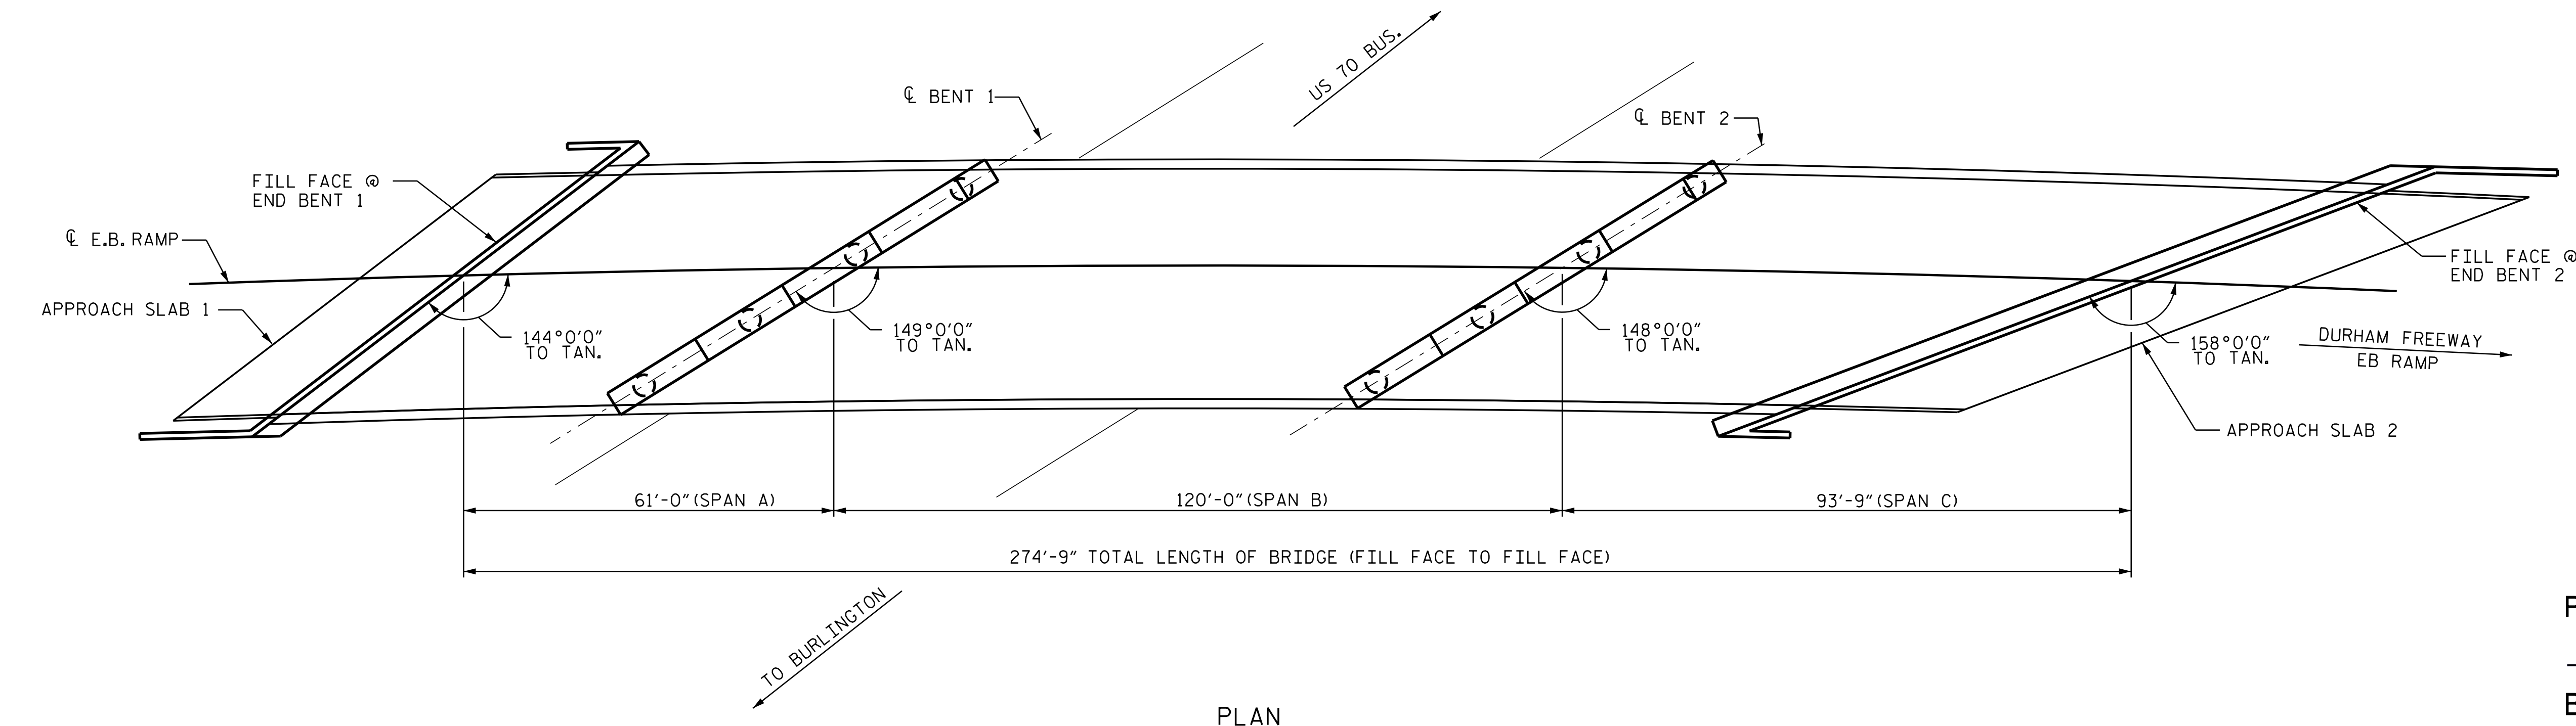 US 70 BUS.
℄ BENT 1
℄ BENT 2
FILL FACE @
END BENT 1
℄ E.B. RAMP
FILL FACE @
END BENT 2
APPROACH SLAB 1
144°0'0"
TO TAN.
149°0'0"
TO TAN.
148°0'0"
TO TAN.
158°0'0"
TO TAN.
DURHAM FREEWAY
EB RAMP
APPROACH SLAB 2
61'-0" (SPAN A)
120'-0" (SPAN B)
93'-9" (SPAN C)
274'-9" TOTAL LENGTH OF BRIDGE (FILL FACE TO FILL FACE)
TO BURLINGTON
PLAN